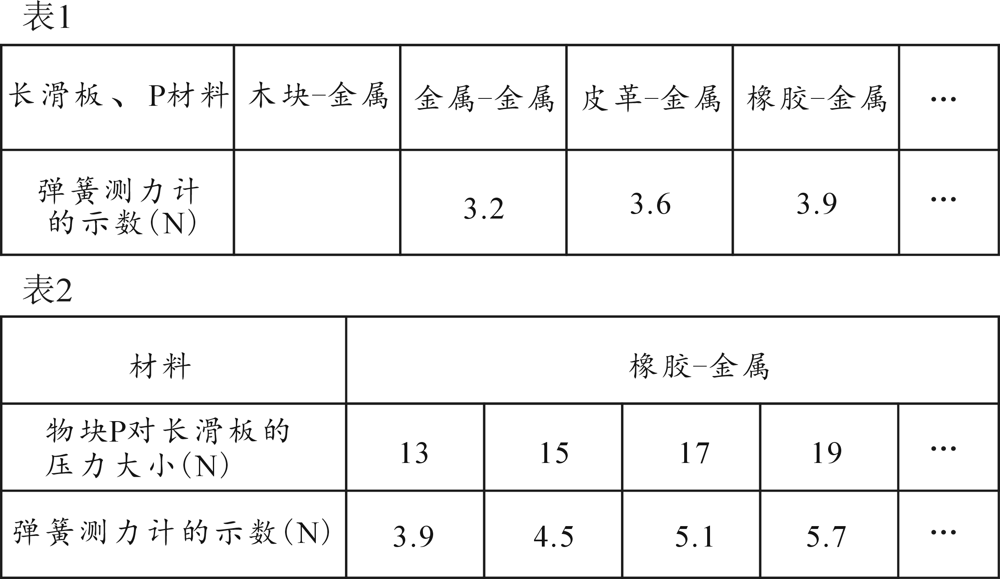 表1
长滑板、P材料 木块-金属 金属-金属 皮革-金属 橡胶-金属 …
弹簧测力计
的示数(N) 3.2 3.6 3.9 …
表2
材料 橡胶-金属
物块P对长滑板的
压力大小(N) 13 15 17 19 …
弹簧测力计的示数(N) 3.9 4.5 5.1 5.7 …